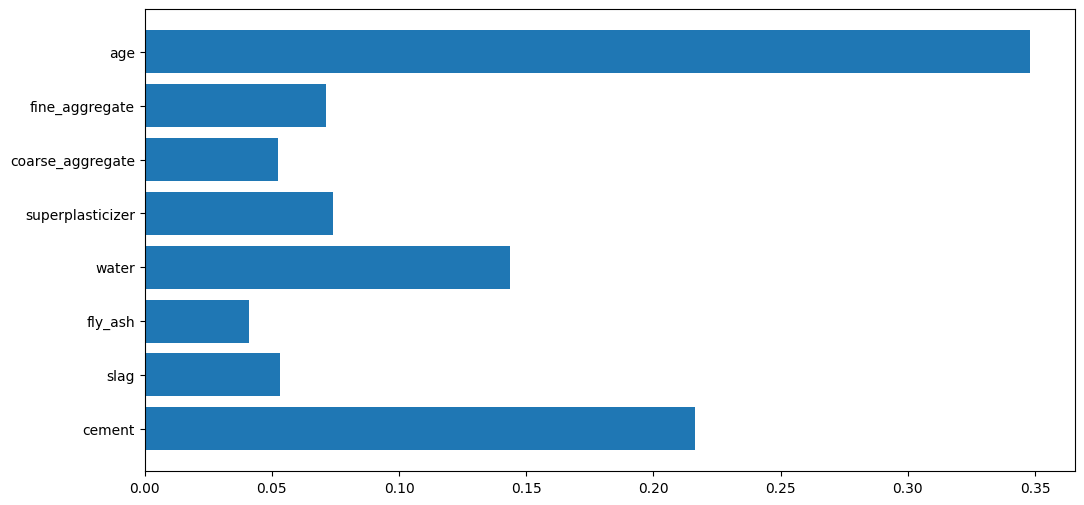 age
fine_aggregate
coarse_aggregate
superplasticizer
water
fly_ash
slag
cement
0.00 0.05 0.10 0.15 0.20 0.25 0.30 0.35